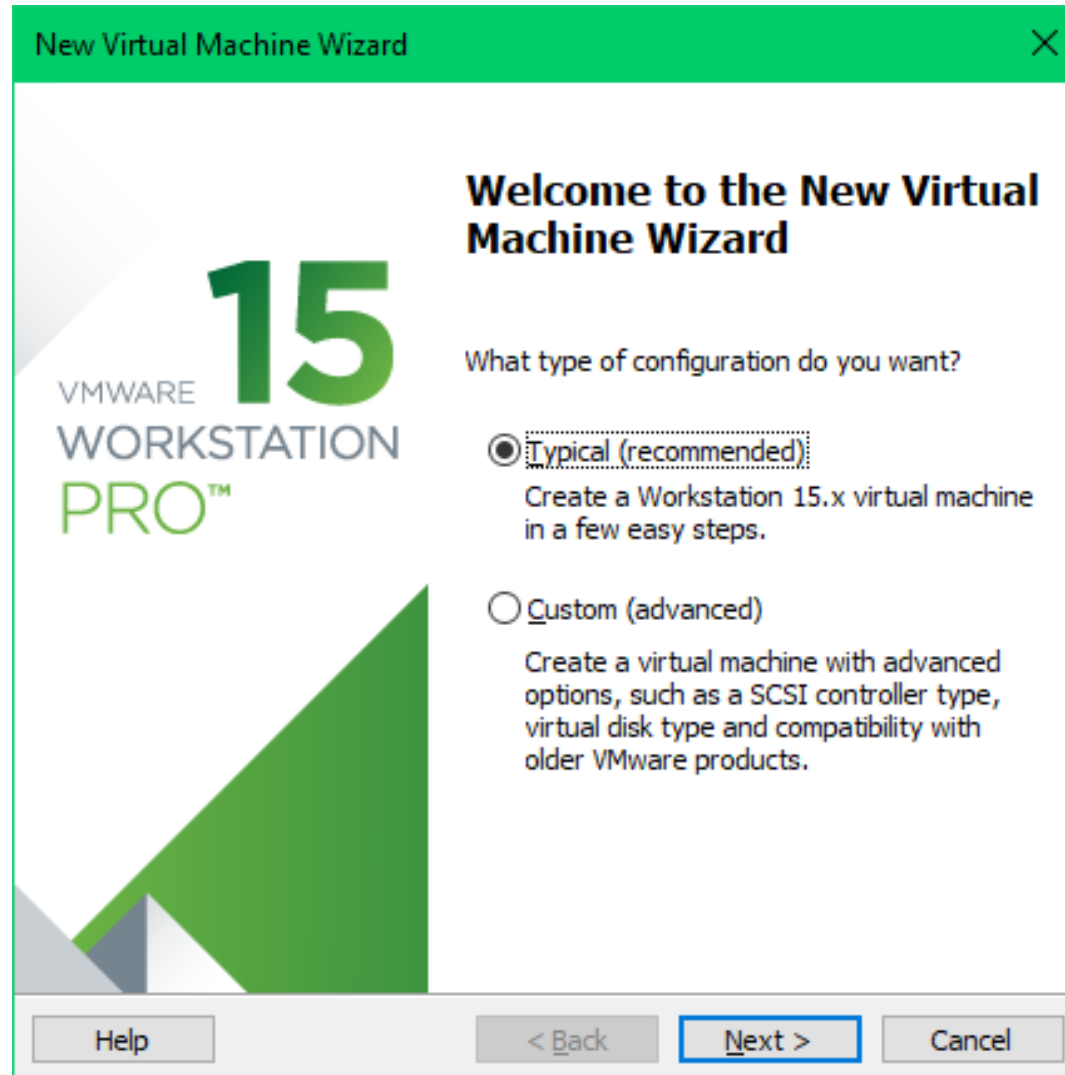 New Virtual Machine Wizard
Welcome to the New Virtual
Machine Wizard
15
VMWARE
WORKSTATION
PRO™
What type of configuration do you want?
Typical (recommended)
Create a Workstation 15.x virtual machine
in a few easy steps.
Custom (advanced)
Create a virtual machine with advanced
options, such as a SCSI controller type,
virtual disk type and compatibility with
older VMware products.
Help
< Back
Next >
Cancel